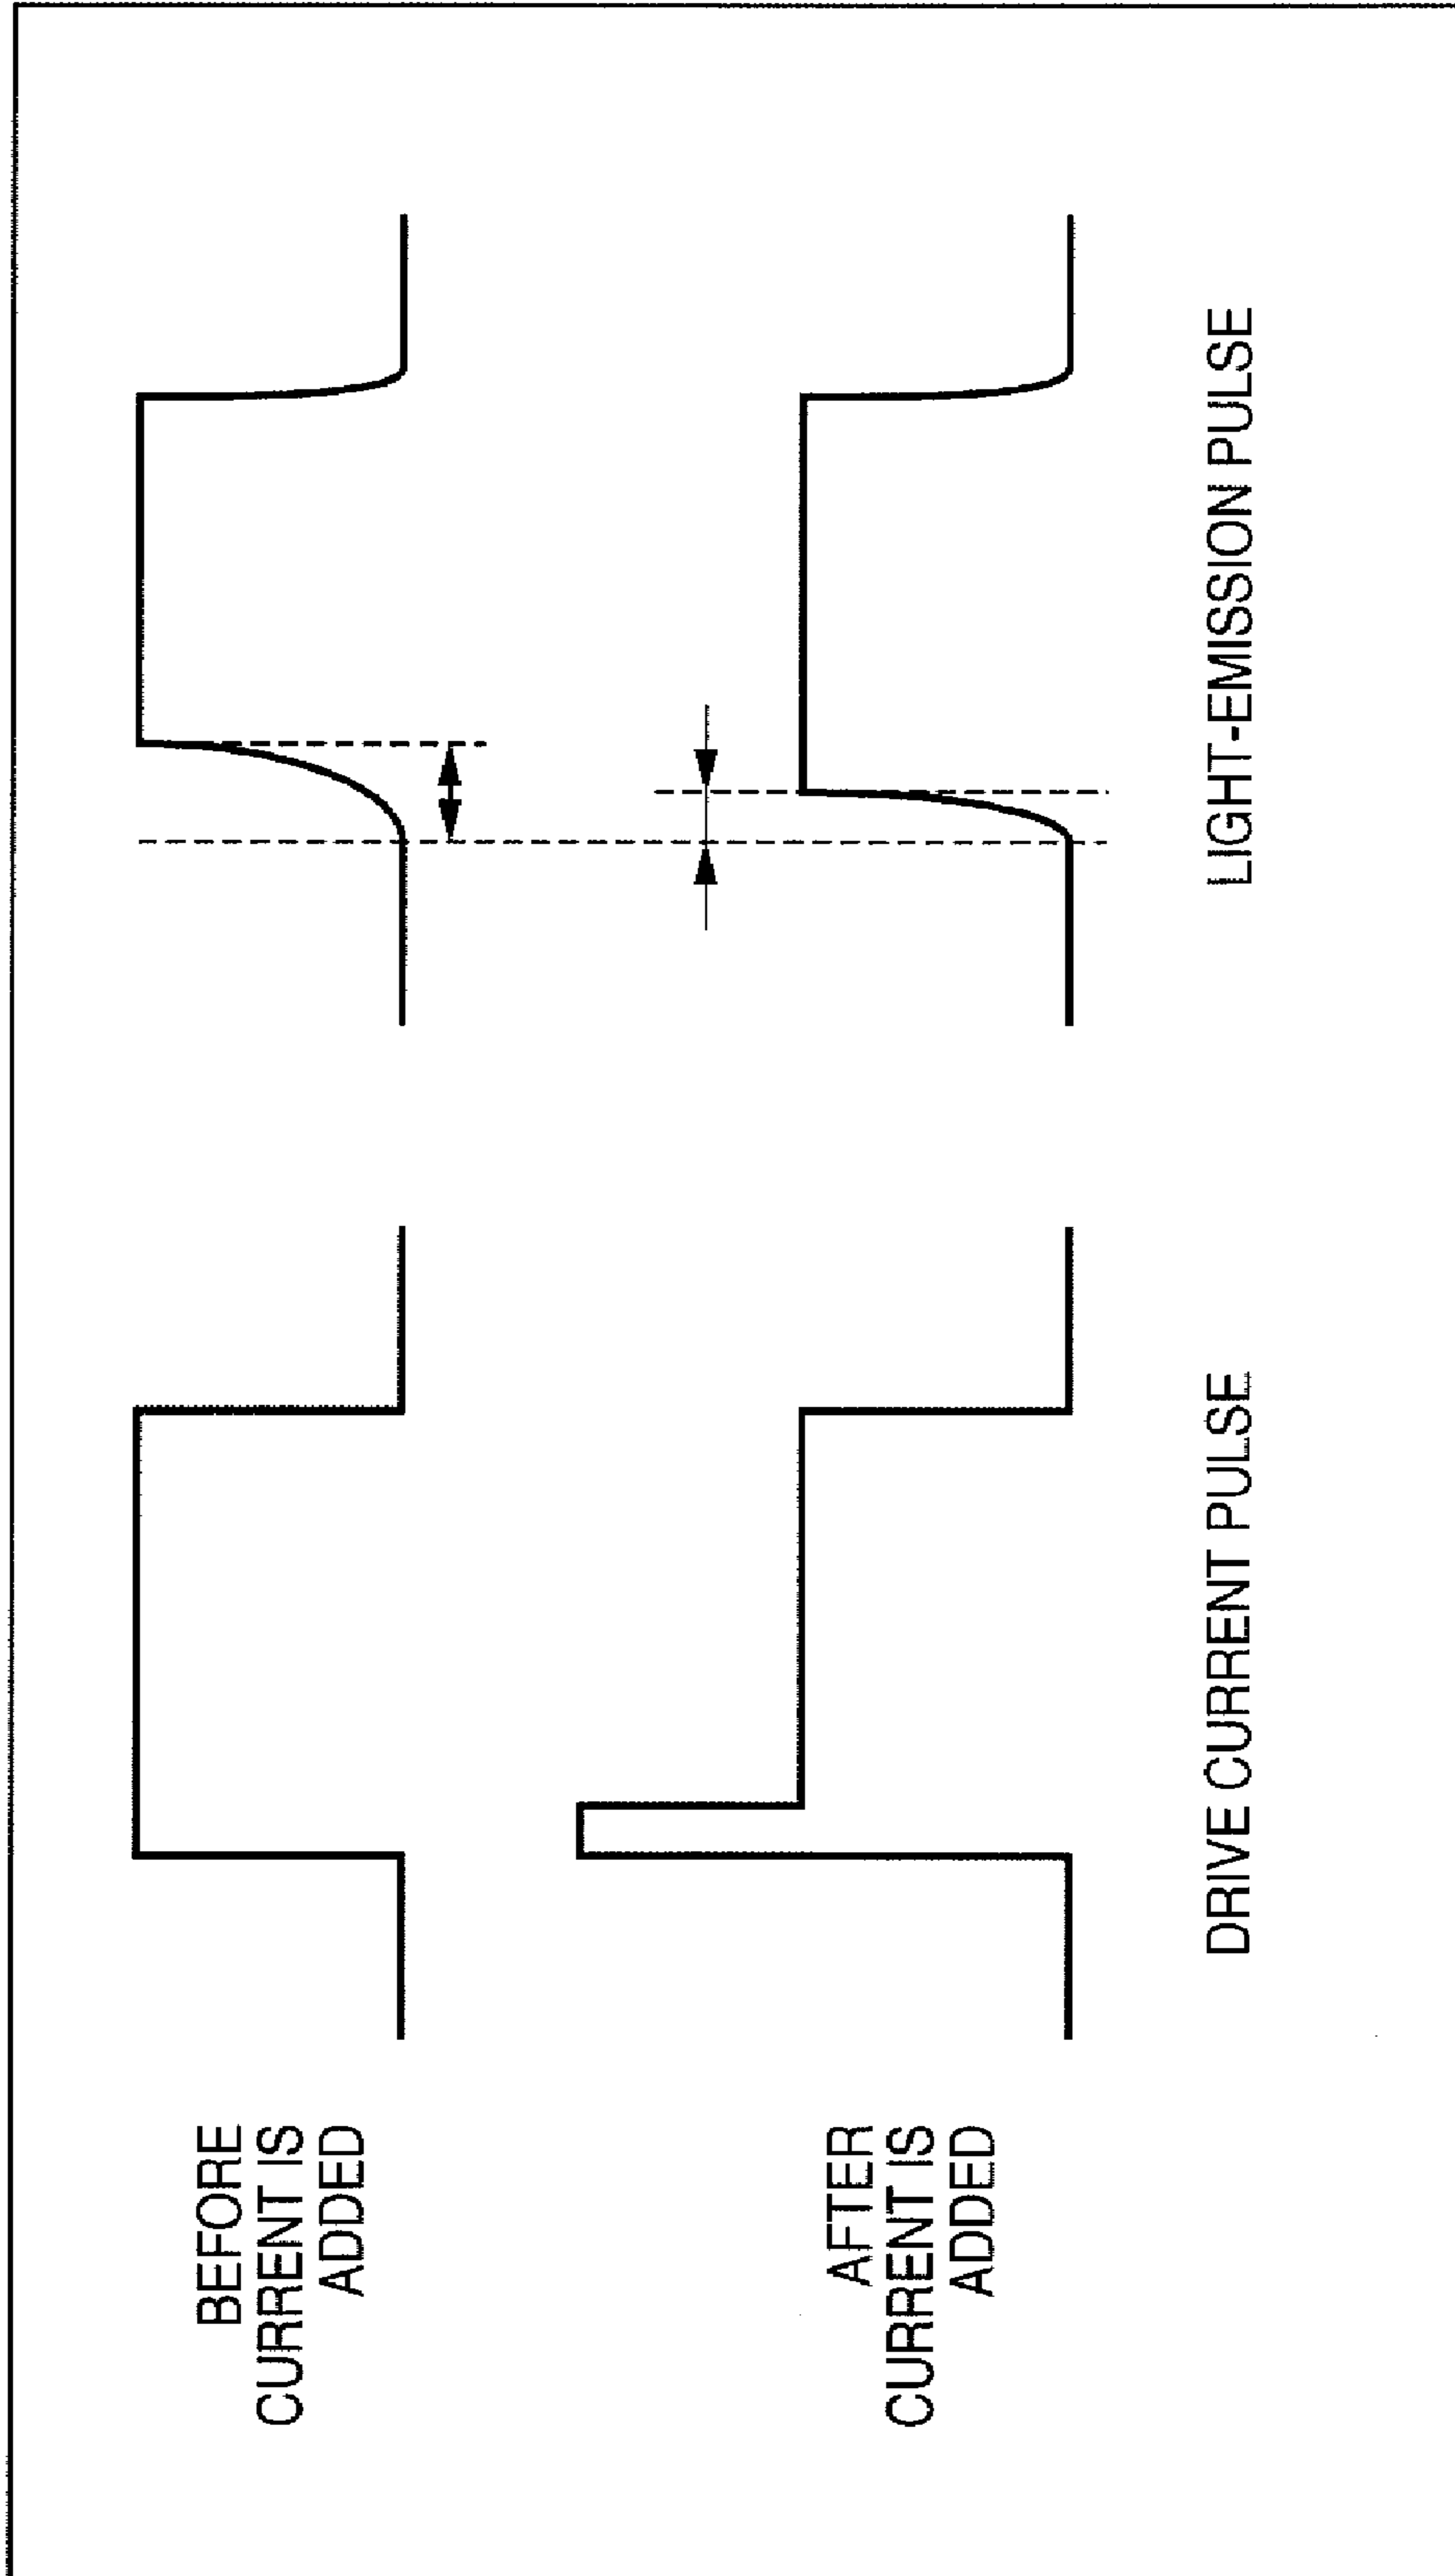 BEFORE
CURRENT IS
ADDED
AFTER
CURRENT IS
ADDED
DRIVE CURRENT PULSE
LIGHT-EMISSION PULSE